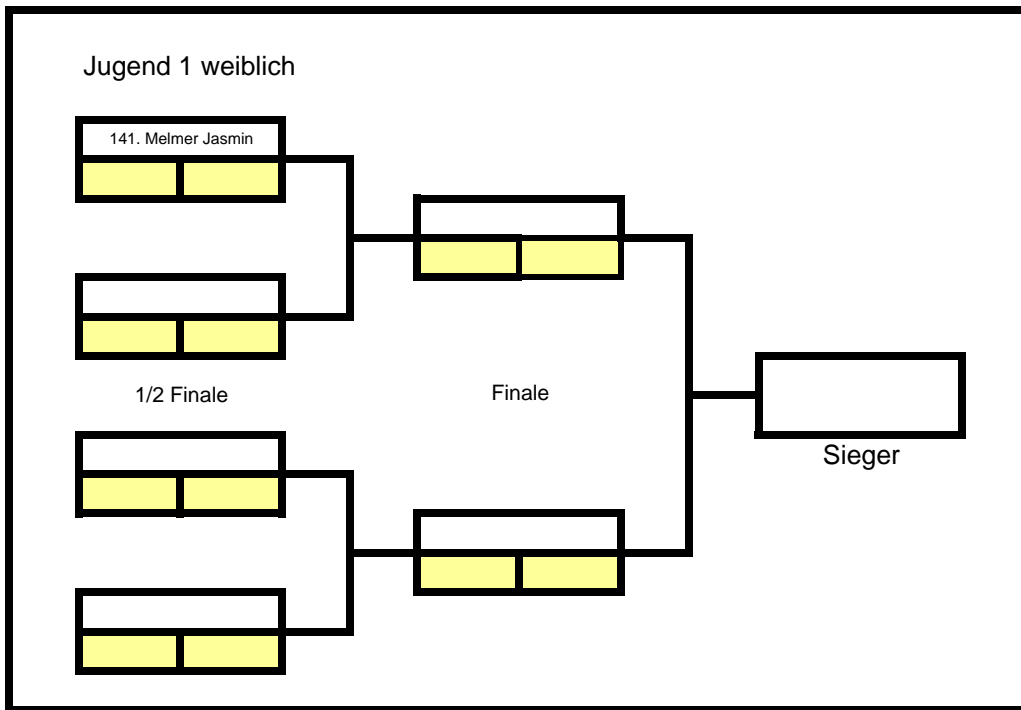 Jugend 1 weiblich
141. Melmer Jasmin
1/2 Finale
Finale
Sieger